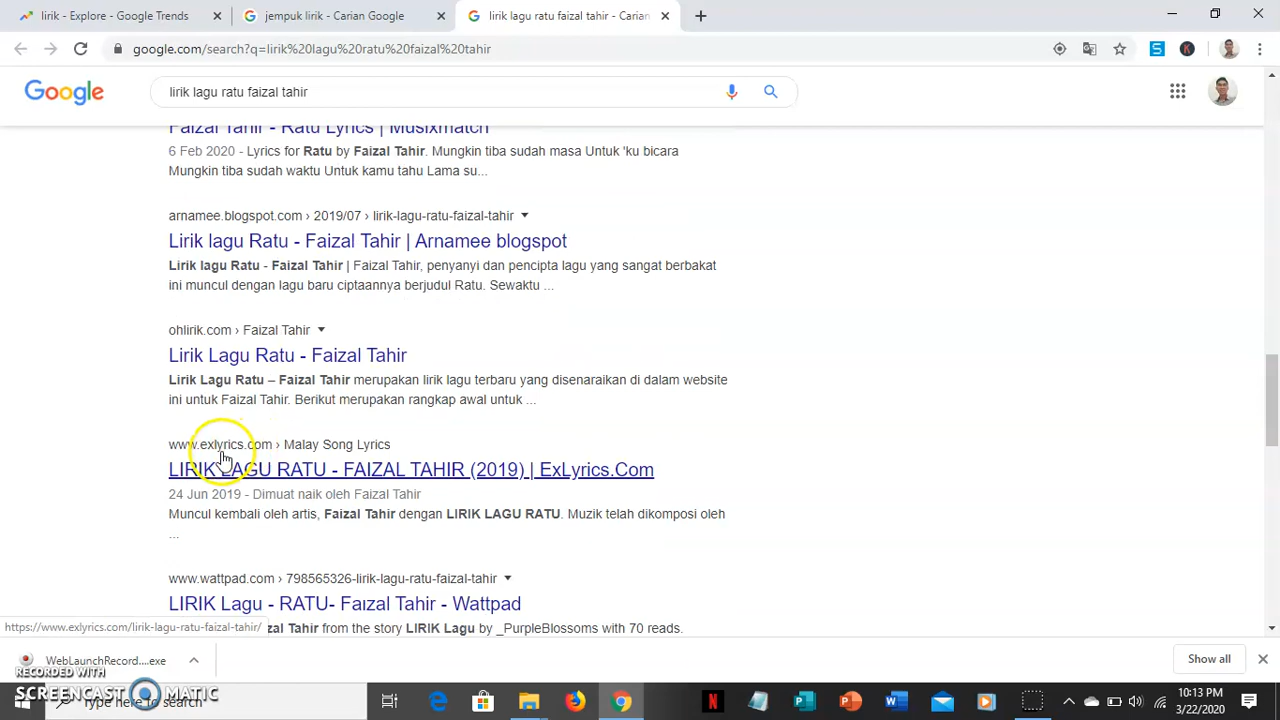 lirik - Explore - Google Trends
jempuk lirik - Carian Google
lirik lagu ratu faizal tahir - Carian
google.com/search?q=lirik%20lagu%20ratu%20faizal%20tahir
Google
lirik lagu ratu faizal tahir
Faizal Tahir - Ratu Lyrics | Musixmatch
6 Feb 2020 - Lyrics for Ratu by Faizal Tahir. Mungkin tiba sudah masa Untuk 'ku bicara
Mungkin tiba sudah waktu Untuk kamu tahu Lama su...
arnamee.blogspot.com › 2019/07 › lirik-lagu-ratu-faizal-tahir
Lirik lagu Ratu - Faizal Tahir | Arnamee blogspot
Lirik lagu Ratu - Faizal Tahir | Faizal Tahir, penyanyi dan pencipta lagu yang sangat berbakat
ini muncul dengan lagu baru ciptaannya berjudul Ratu. Sewaktu ...
ohlirik.com › Faizal Tahir
Lirik Lagu Ratu - Faizal Tahir
Lirik Lagu Ratu – Faizal Tahir merupakan lirik lagu terbaru yang disenaraikan di dalam website
ini untuk Faizal Tahir. Berikut merupakan rangkap awal untuk ...
www.exlyrics.com › Malay Song Lyrics
LIRIK LAGU RATU - FAIZAL TAHIR (2019) | ExLyrics.Com
24 Jun 2019 - Dimuat naik oleh Faizal Tahir
Muncul kembali oleh artis, Faizal Tahir dengan LIRIK LAGU RATU. Muzik telah dikomposi oleh
...
www.wattpad.com › 798565326-lirik-lagu-ratu-faizal-tahir
LIRIK Lagu - RATU- Faizal Tahir - Wattpad
https://www.exlyrics.com/lirik-lagu-ratu-faizal-tahir/
zal Tahir from the story LIRIK Lagu by _PurpleBlossoms with 70 reads.
WebLaunchRecord....exe
Show all
RECORDED WITH
SCREENCAST MATIC
Type here to search
10:13 PM
3/22/2020